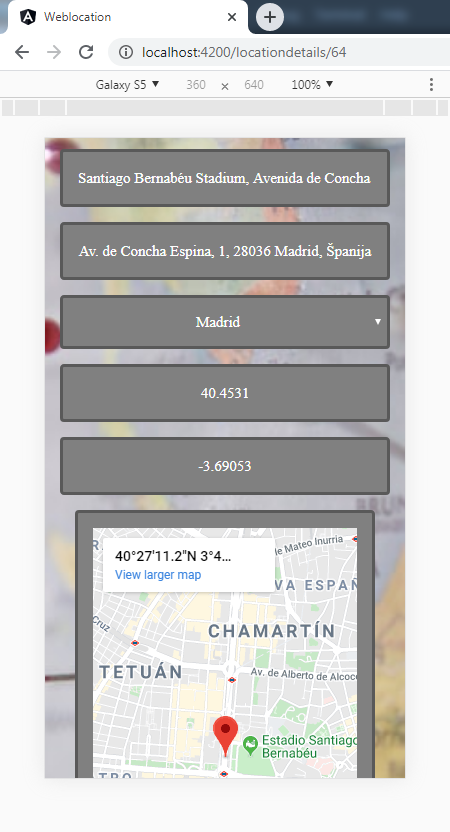 Weblocation
localhost:4200/locationdetails/64
Galaxy S5 ▼ 360 × 640 100% ▼
Santiago Bernabéu Stadium, Avenida de Concha
Av. de Concha Espina, 1, 28036 Madrid, Španija
Madrid
40.4531
-3.69053
40°27'11.2"N 3°4...
View larger map
de Mateo Inurria
VA ESPAÑ
CHAMARTÍN
Cruz
TETUÁN
Av. de Alberto de Alcoce
Estadio Santiago
Bernabéu